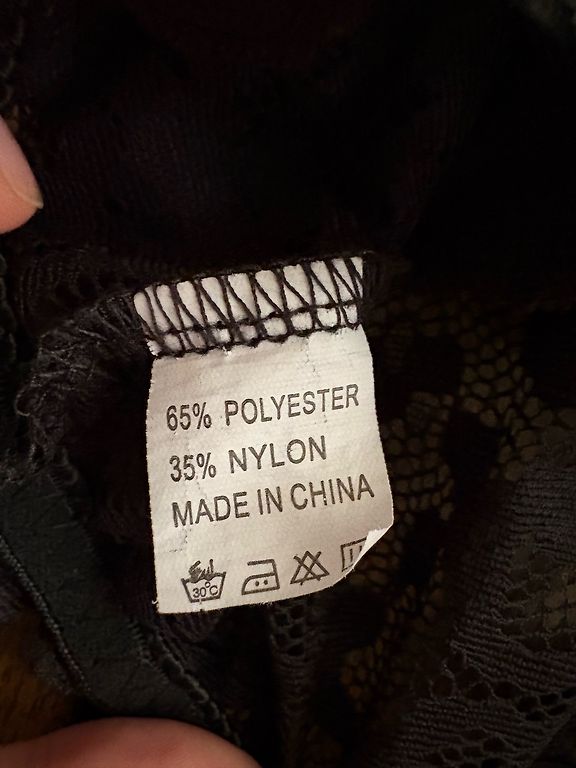 65% POLYESTER
35% NYLON
MADE IN CHINA
30°C